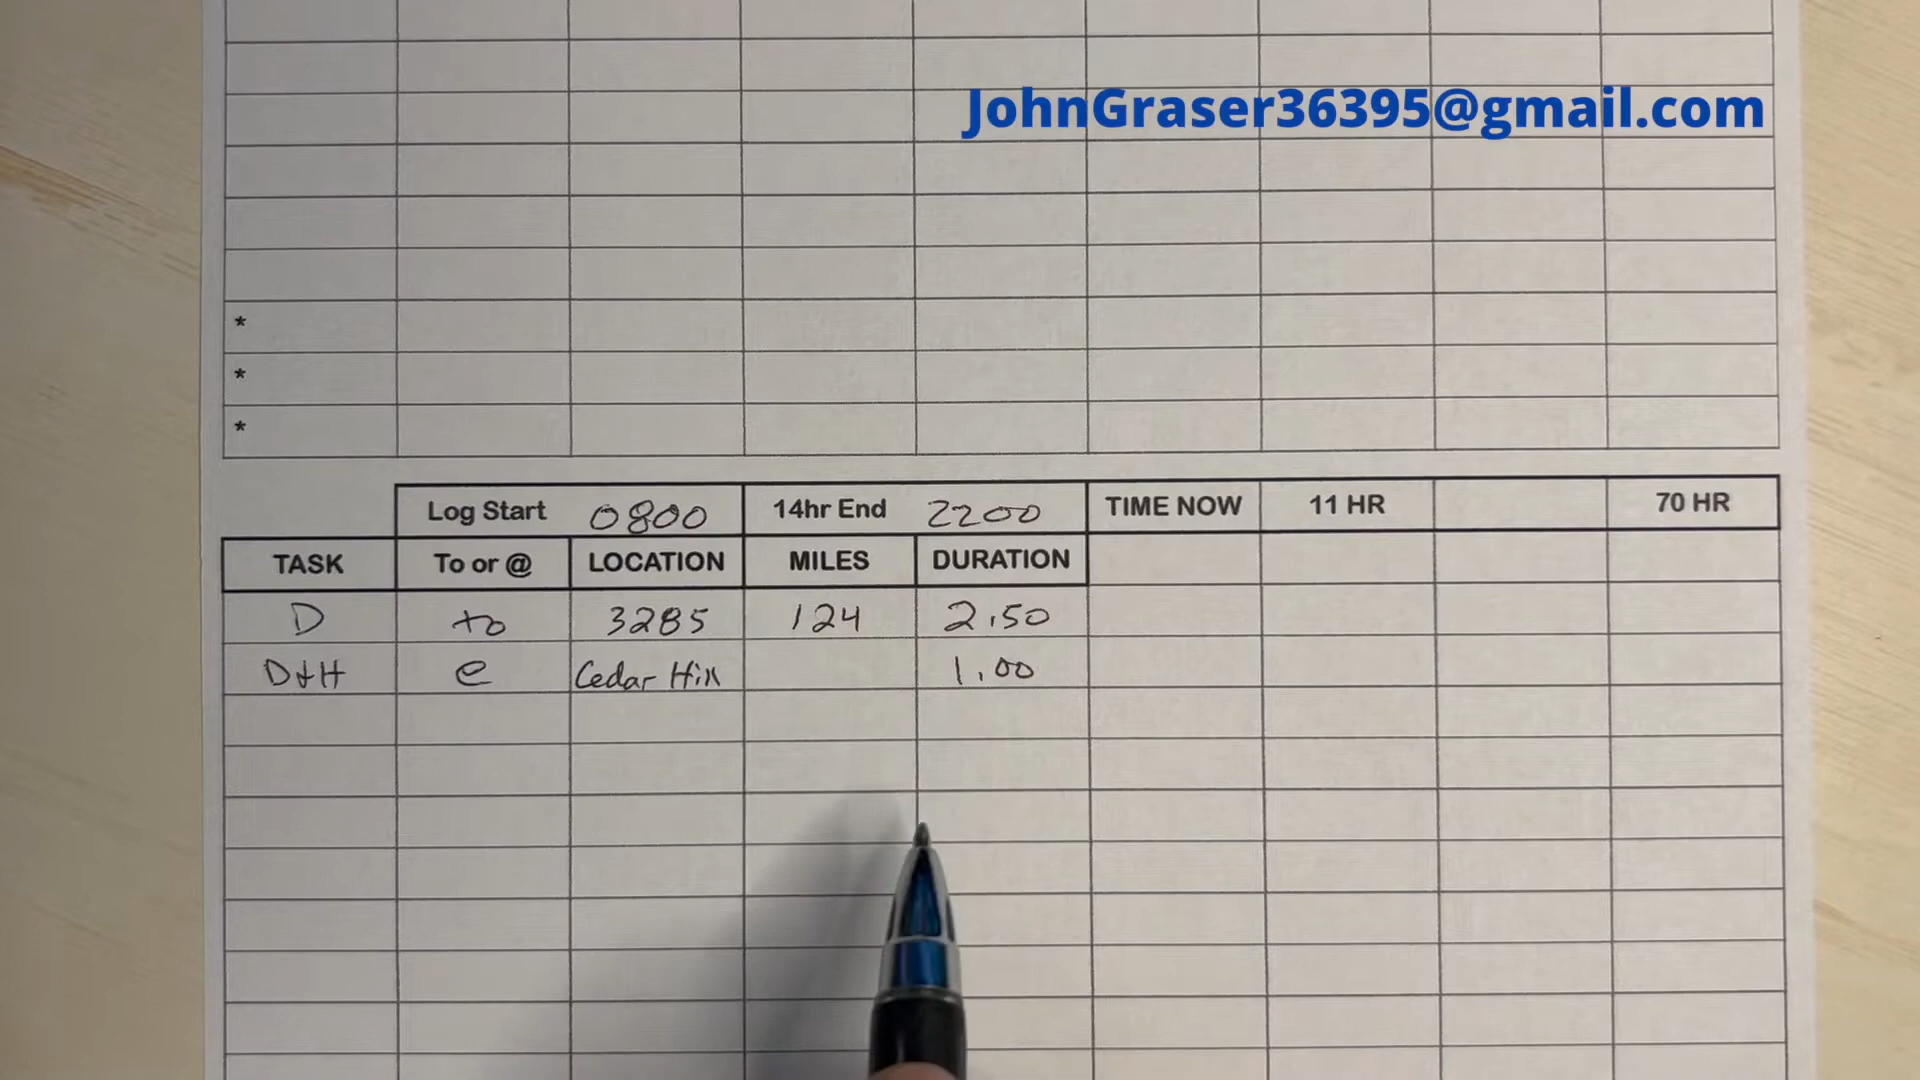 JohnGraser36395@gmail.com
*
*
*
Log Start 0800 14hr End 2200 TIME NOW 11 HR 70 HR
TASK To or @ LOCATION MILES DURATION
D to 3285 124 2.50
D+H @ Cedar Hill 1.00